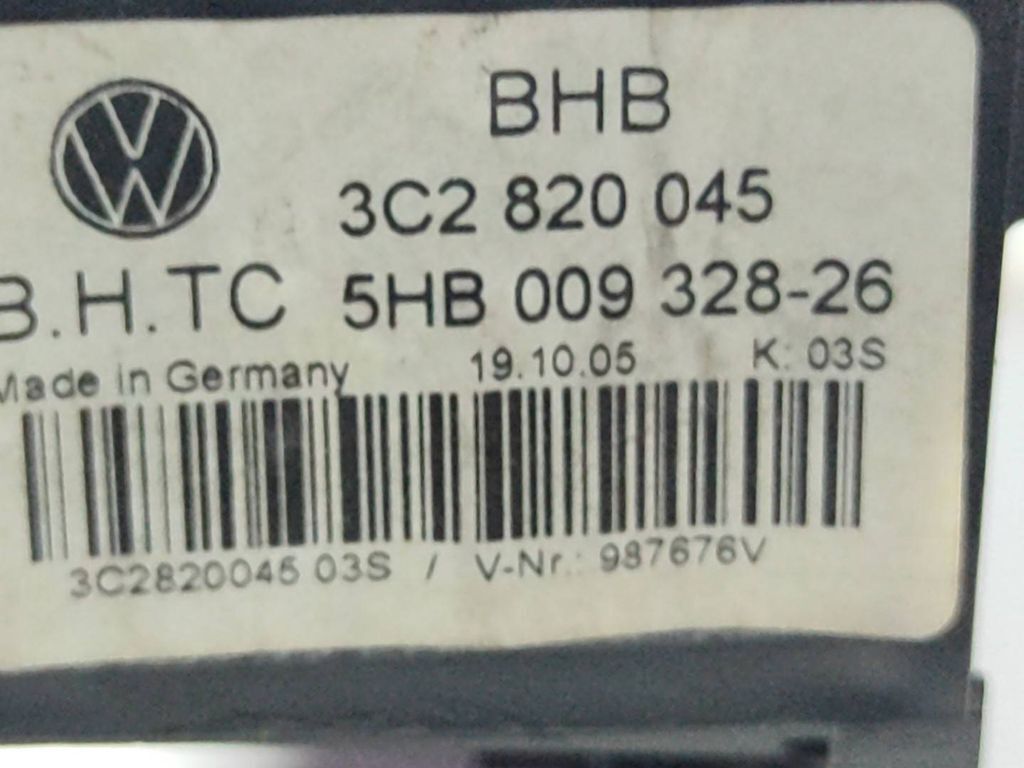 BHB
3C2 820 045
B.H.TC 5HB 009 328-26
Made in Germany 19.10.05 K: 03S
3C2820045 03S / V-Nr.: 987676V